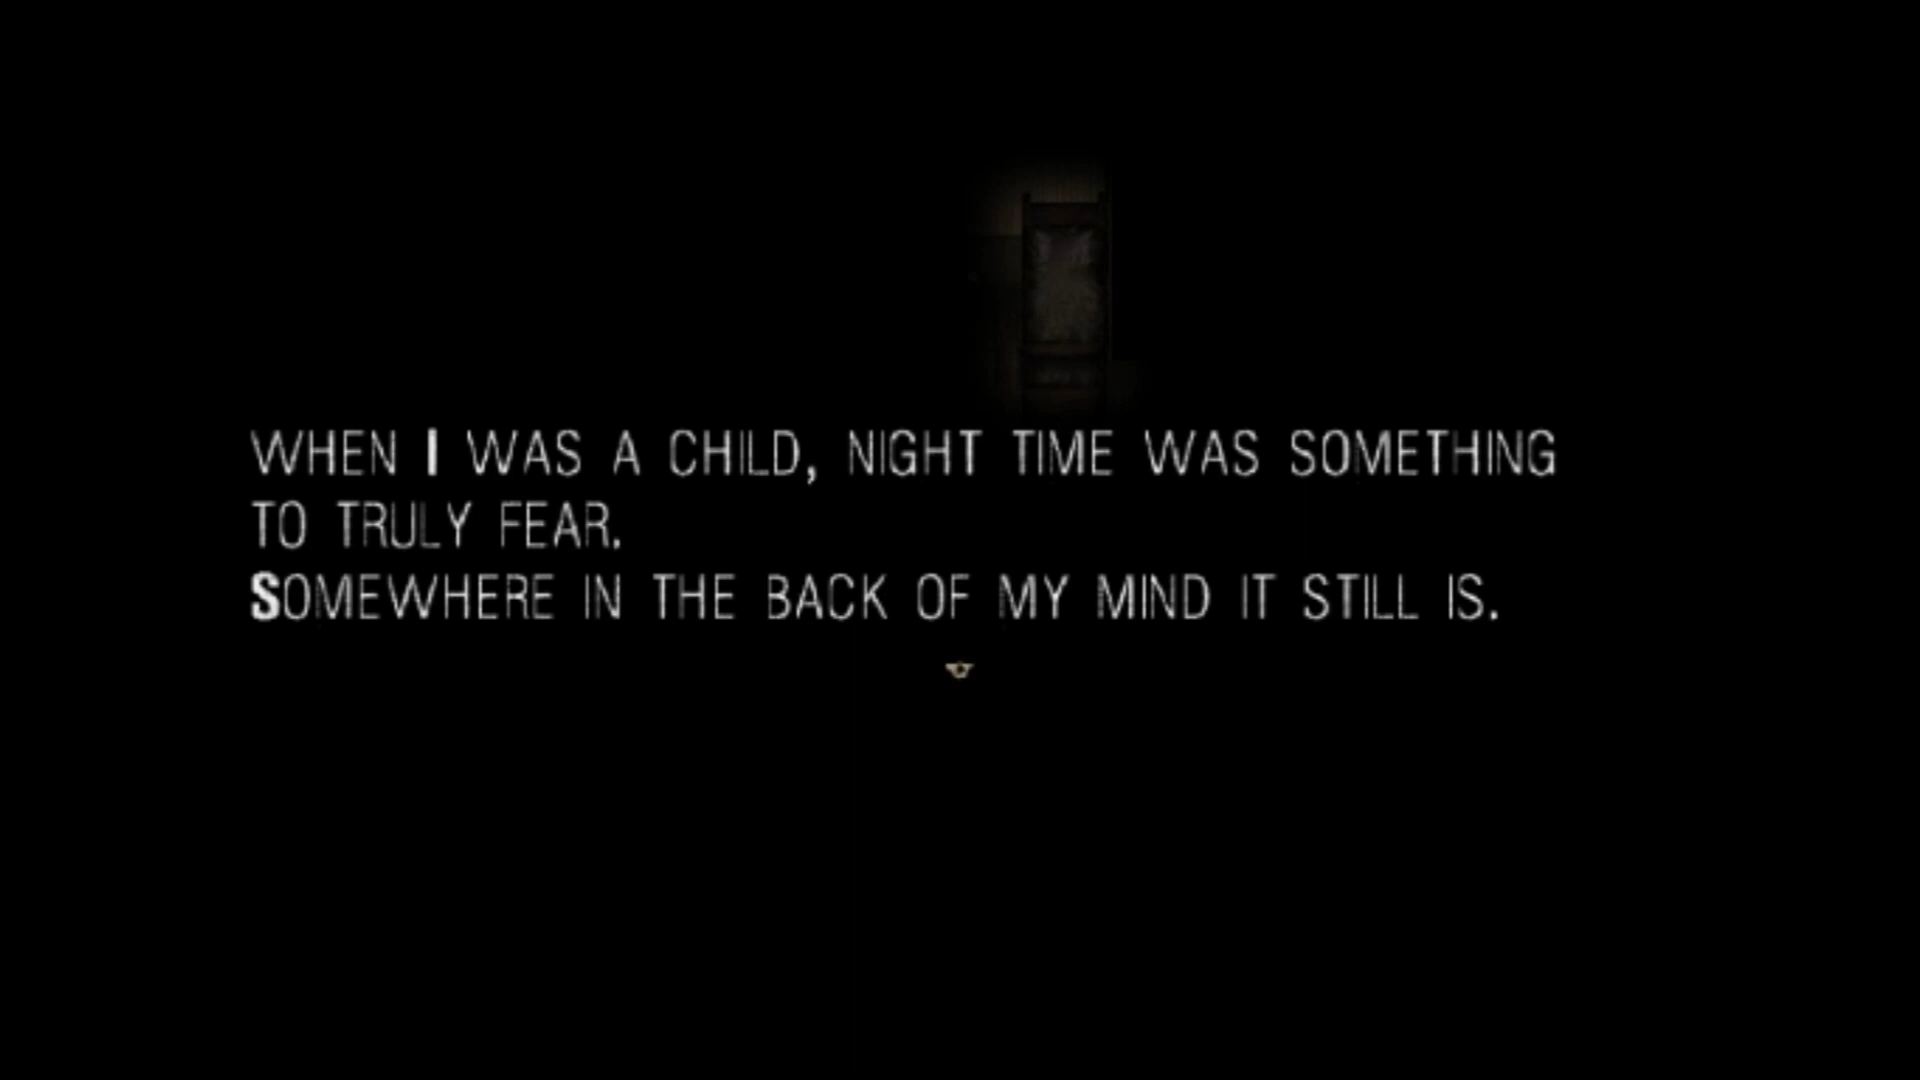 WHEN I WAS A CHILD, NIGHT TIME WAS SOMETHING
TO TRULY FEAR.
SOMEWHERE IN THE BACK OF MY MIND IT STILL IS.